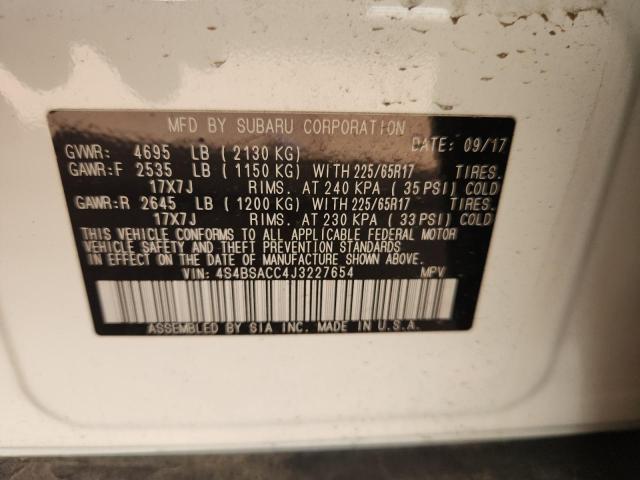 MFD BY SUBARU CORPORATION
DATE: 09/17
GVWR: 4695 LB (2130 KG)
GAWR:F 2535 LB (1150 KG) WITH 225/65R17 TIRES.
17X7J RIMS. AT 240 KPA (35 PSI) COLD
GAWR:R 2645 LB (1200 KG) WITH 225/65R17 TIRES.
17X7J RIMS. AT 230 KPA (33 PSI) COLD
THIS VEHICLE CONFORMS TO ALL APPLICABLE FEDERAL MOTOR
VEHICLE SAFETY AND THEFT PREVENTION STANDARDS
IN EFFECT ON THE DATE OF MANUFACTURE SHOWN ABOVE.
VIN: 4S4BSACC4J3227654 MPV
ASSEMBLED BY SIA INC. MADE IN U.S.A.